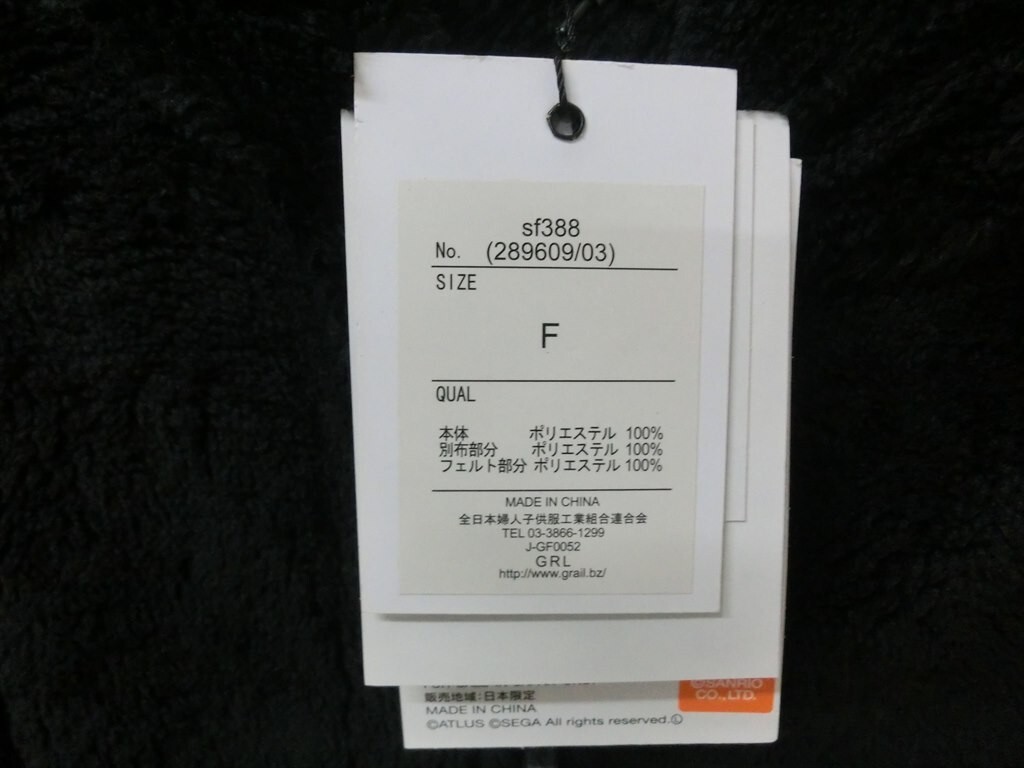 sf388
No. (289609/03)
SIZE
F
QUAL
本体 ポリエステル 100%
別布部分 ポリエステル 100%
フェルト部分 ポリエステル 100%
MADE IN CHINA
全日本婦人子供服工業組合連合会
TEL 03-3866-1299
J-GF0052
GRL
http://www.grail.bz/
販売地域:日本限定
MADE IN CHINA
©ATLUS ©SEGA All rights reserved.Ⓛ
©SANRIO
CO.,LTD.